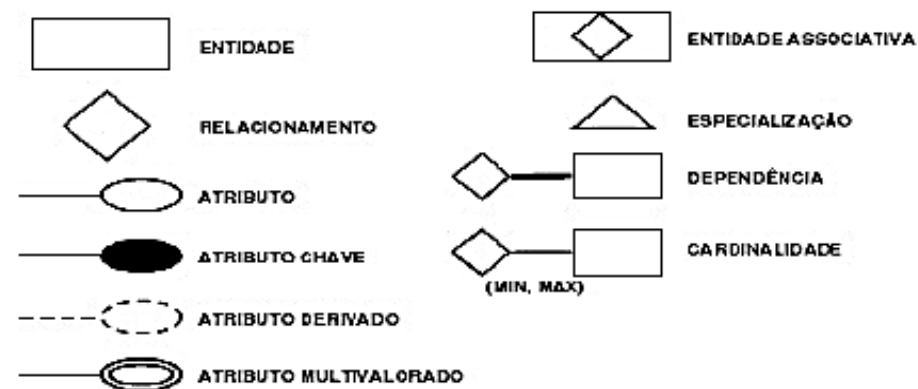 ENTIDADE
RELACIONAMENTO
ATRIBUTO
ATRIBUTO CHAVE
ATRIBUTO DERIVADO
ATRIBUTO MULTIVALORADO
ENTIDADE ASSOCIATIVA
ESPECIALIZAÇÃO
DEPENDÊNCIA
CARDINALIDADE
(MIN, MAX)